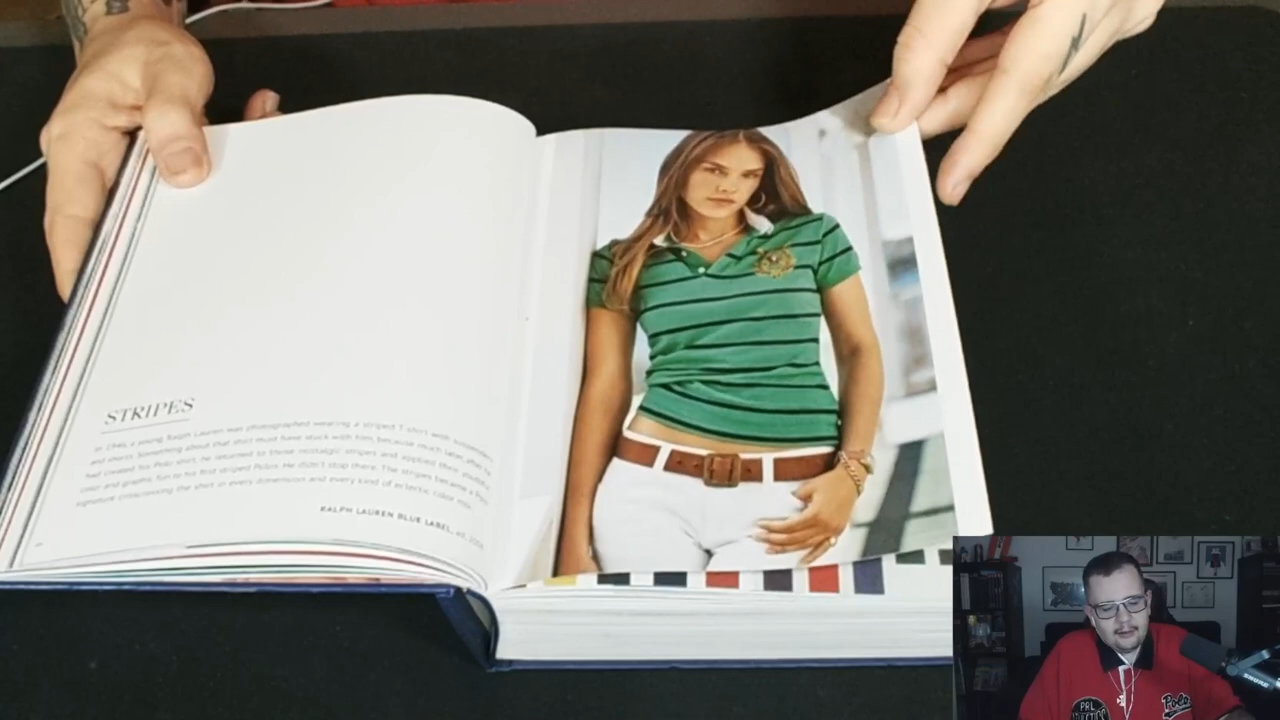 STRIPES
In 1946, a young Ralph Lauren was photographed wearing a striped T-shirt with suspenders
and shorts. Something about that shirt must have stuck with him, because much later, after he
had created his Polo shirt, he returned to those nostalgic stripes and applied their
color and graphic fun to his first striped Polos. He didn't stop there. The stripes became a Polo
signature crisscrossing the shirt in every dimension and every kind of eclectic color mix.
RALPH LAUREN BLUE LABEL,
PRL
Polo
SHURE